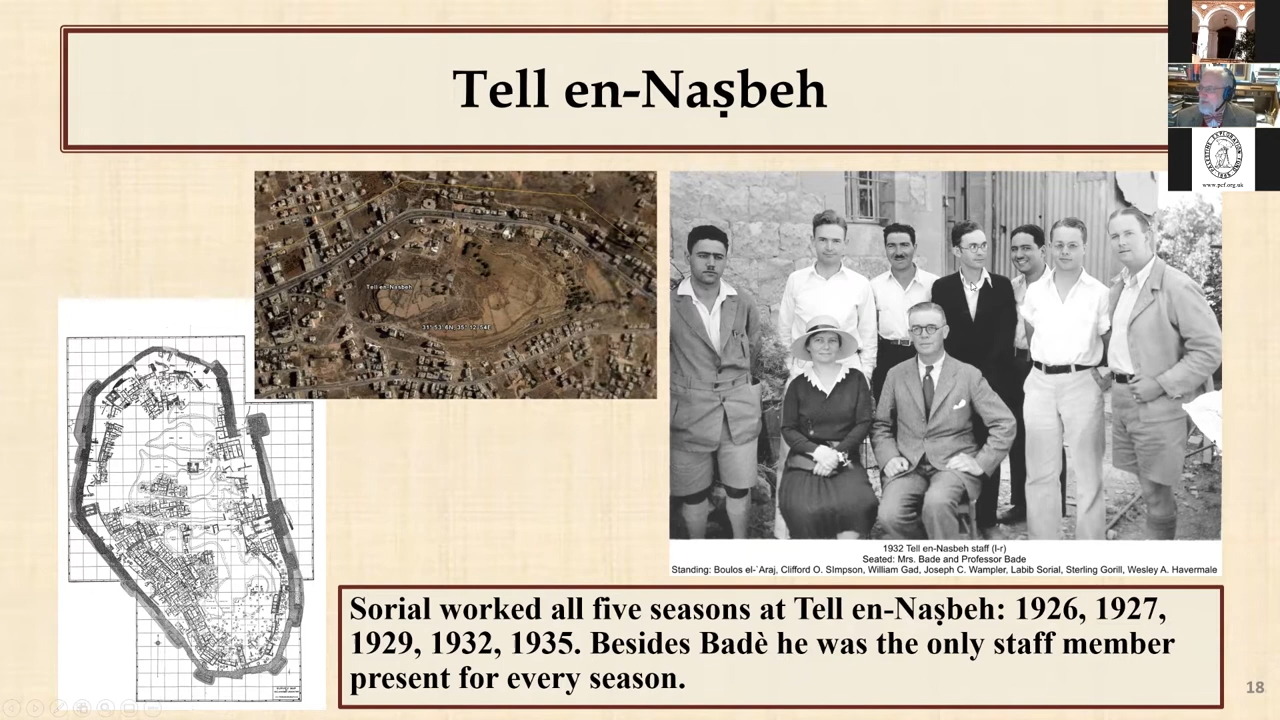 Tell en-Naṣbeh
www.pef.org.uk
Tell en-Nasbeh
1932 Tell en-Nasbeh staff (l-r)
Seated: Mrs. Bade and Professor Bade
Standing: Boulos el-`Araj, Clifford O. SImpson, William Gad, Joseph C. Wampler, Labib Sorial, Sterling Gorill, Wesley A. Havermale
Sorial worked all five seasons at Tell en-Naṣbeh: 1926, 1927,
1929, 1932, 1935. Besides Badè he was the only staff member
present for every season.
18